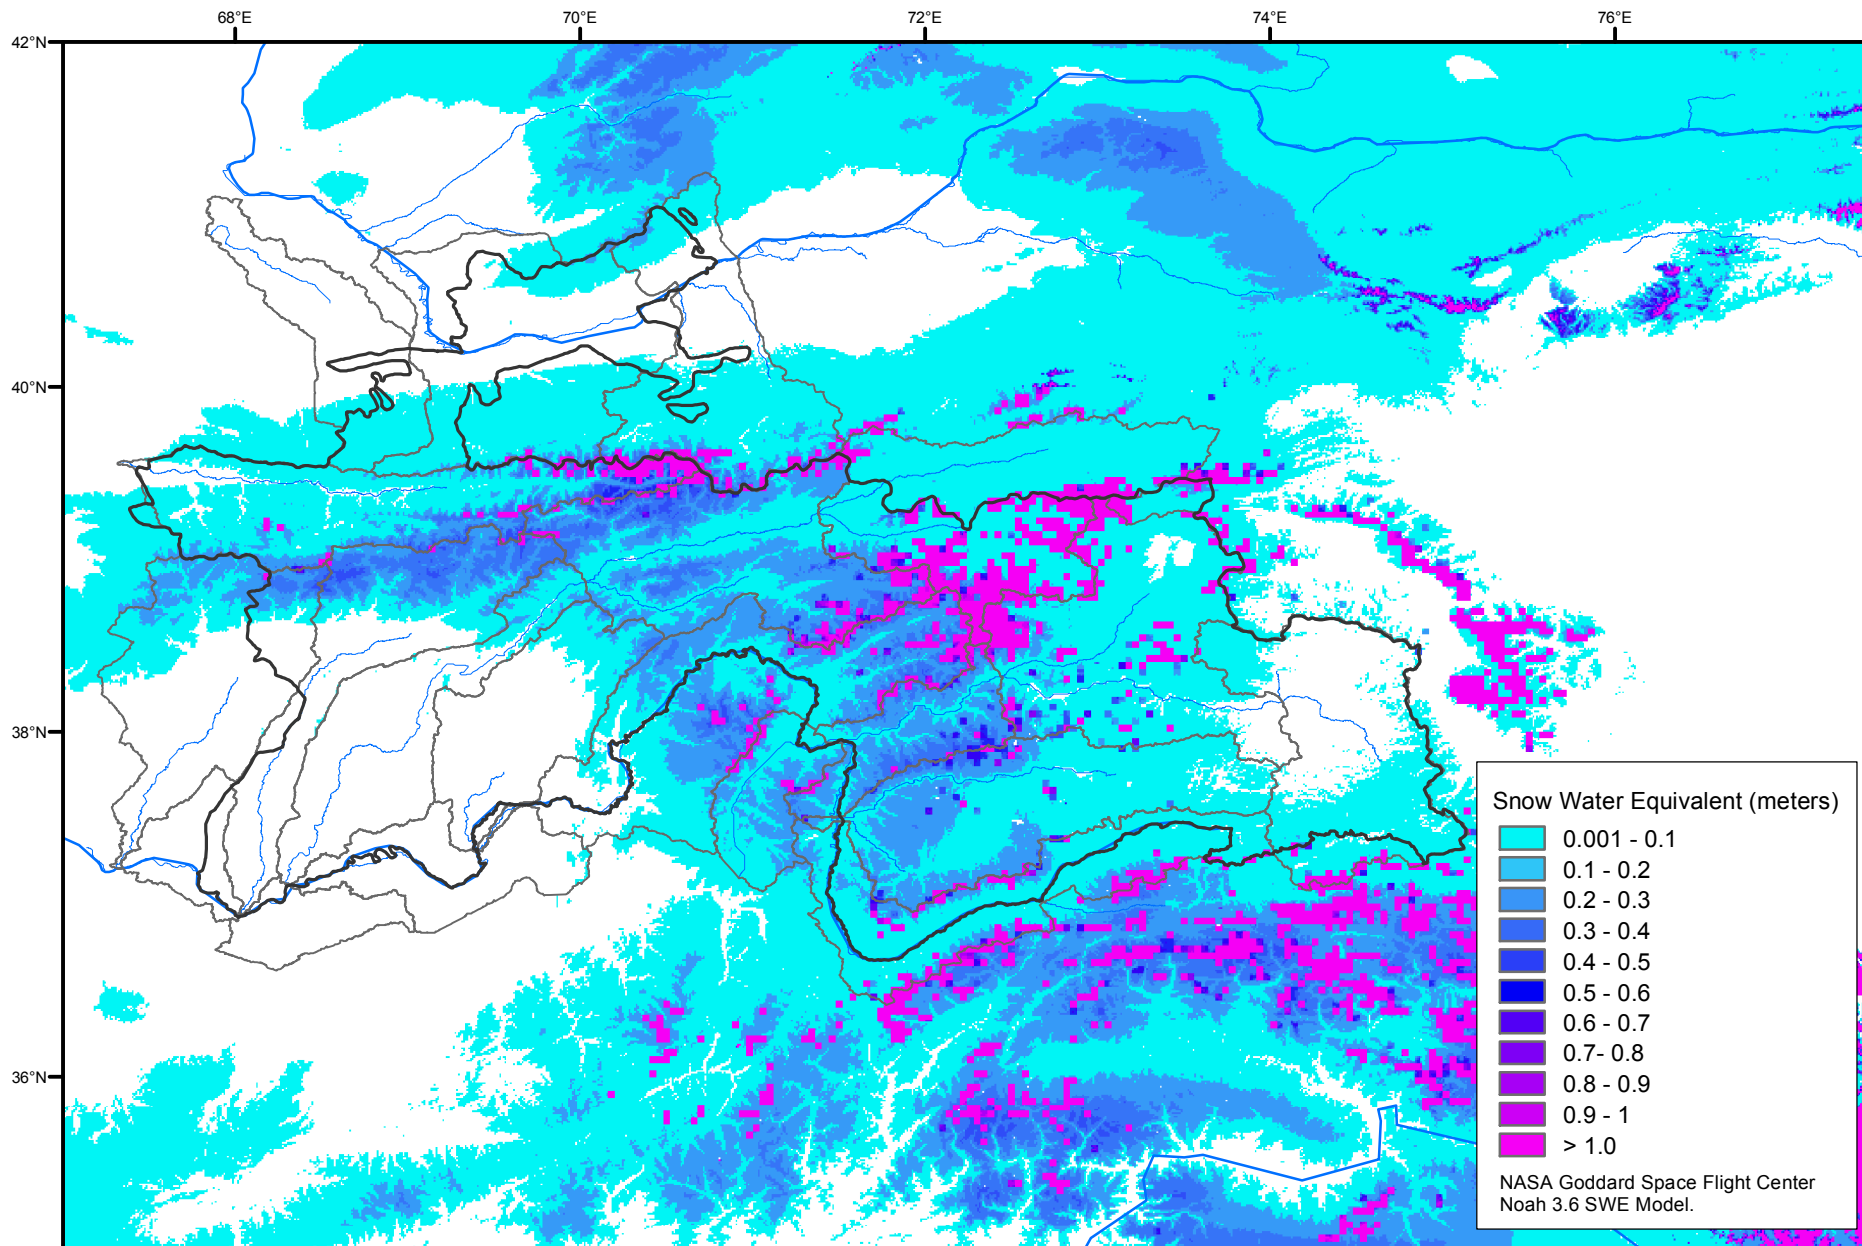 68°E 70°E 72°E 74°E 76°E
42°N
40°N
38°N
36°N
Snow Water Equivalent (meters)
0.001 - 0.1
0.1 - 0.2
0.2 - 0.3
0.3 - 0.4
0.4 - 0.5
0.5 - 0.6
0.6 - 0.7
0.7- 0.8
0.8 - 0.9
0.9 - 1
> 1.0
NASA Goddard Space Flight Center
Noah 3.6 SWE Model.